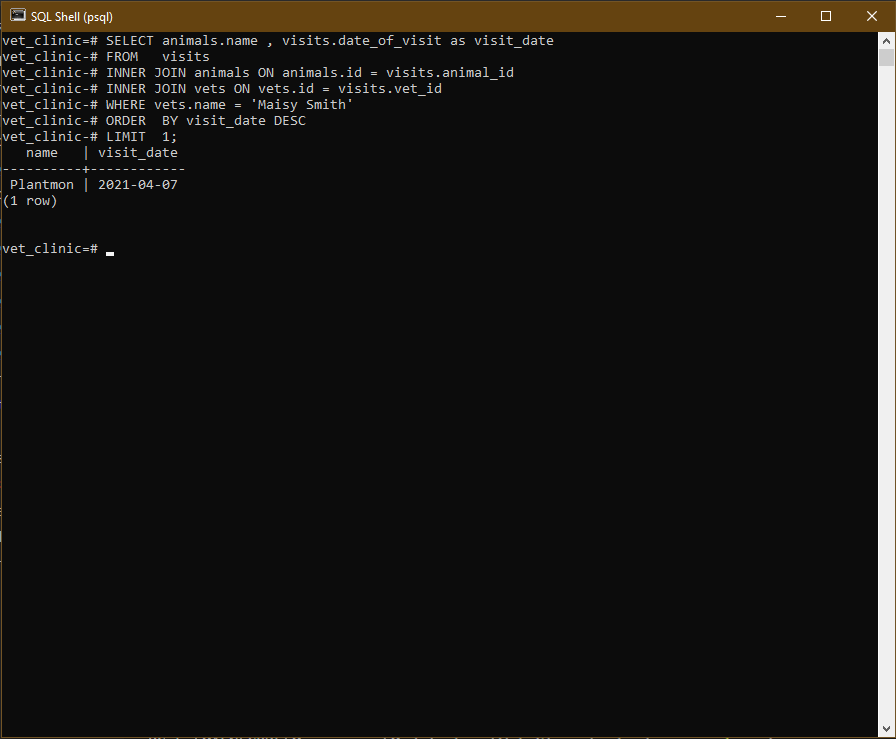 SQL Shell (psql)
vet_clinic=# SELECT animals.name , visits.date_of_visit as visit_date
vet_clinic-# FROM   visits
vet_clinic-# INNER JOIN animals ON animals.id = visits.animal_id
vet_clinic-# INNER JOIN vets ON vets.id = visits.vet_id
vet_clinic-# WHERE vets.name = 'Maisy Smith'
vet_clinic-# ORDER  BY visit_date DESC
vet_clinic-# LIMIT  1;
   name   | visit_date
----------+------------
 Plantmon | 2021-04-07
(1 row)
vet_clinic=#